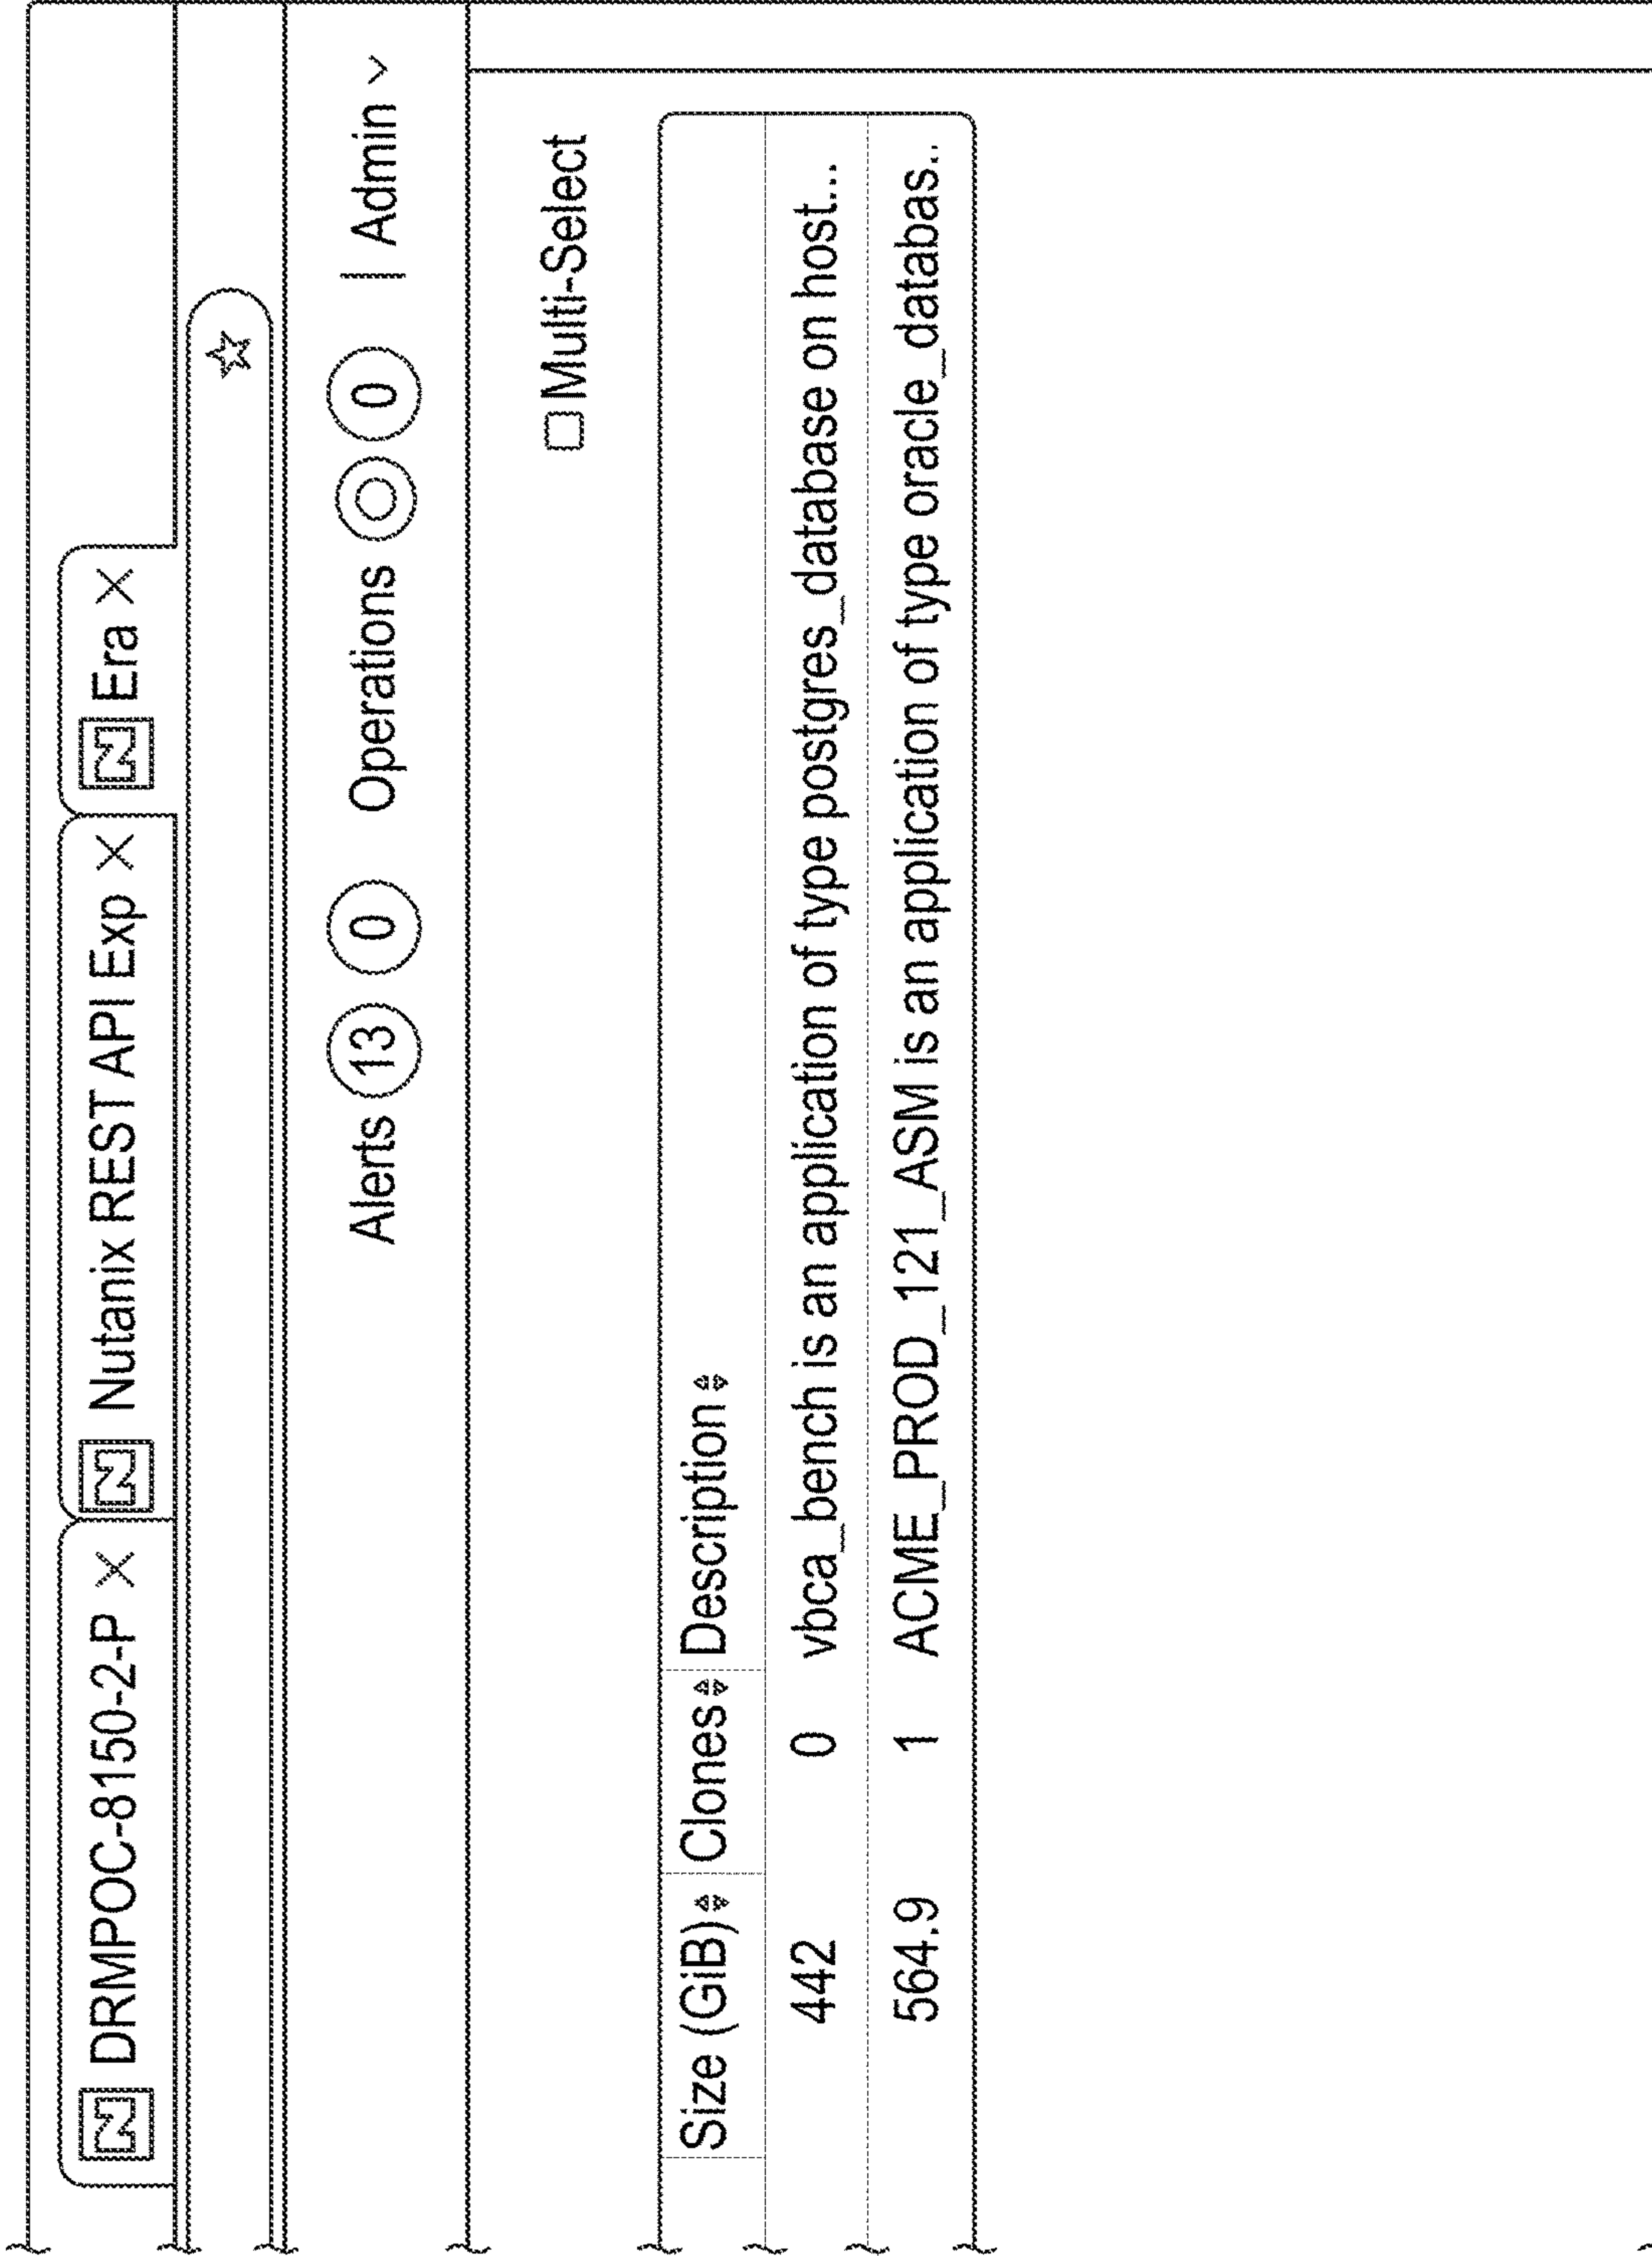 N DRMPOC-8150-2-P X N Nutanix REST API Exp X N Era X
Alerts 13 0 Operations 0 | Admin
Multi-Select
Size (GiB) Clones Description
442 0 vbca_bench is an application of type postgres_database on host...
564.9 1 ACME_PROD_121_ASM is an application of type oracle_databas..